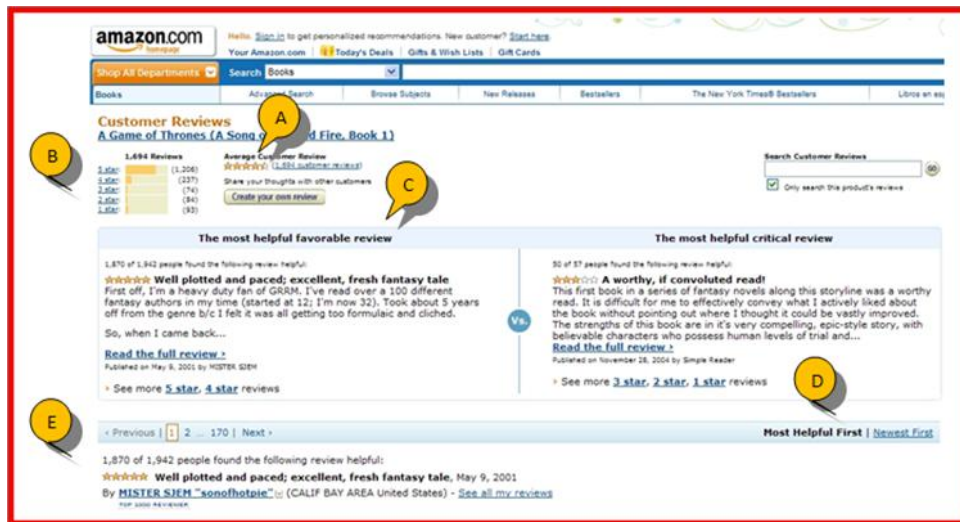 amazon.com
homepage
Hello. Sign in to get personalized recommendations. New customer? Start here.
Your Amazon.com | Today's Deals | Gifts & Wish Lists | Gift Cards
Shop All Departments Search Books
Books Advanced Search Browse Subjects New Releases Bestsellers The New York Times® Bestsellers Libros en esp
A
Customer Reviews
A Game of Thrones (A Song o d Fire, Book 1)
B
1,694 Reviews
5 star: (1,206)
4 star: (237)
3 star: (74)
2 star: (84)
1 star: (93)
Average Customer Review
(1,694 customer reviews)
Share your thoughts with other customers
Create your own review
C
Search Customer Reviews
GO
Only search this product's reviews
The most helpful favorable review
1,870 of 1,942 people found the following review helpful:
Well plotted and paced; excellent, fresh fantasy tale
First off, I'm a heavy duty fan of GRRM. I've read over a 100 different
fantasy authors in my time (started at 12; I'm now 32). Took about 5 years
off from the genre b/c I felt it was all getting too formulaic and cliched.
So, when I came back...
Read the full review ›
Published on May 9, 2001 by MISTER SJEM
› See more 5 star, 4 star reviews
Vs.
The most helpful critical review
50 of 57 people found the following review helpful:
A worthy, if convoluted read!
This first book in a series of fantasy novels along this storyline was a worthy
read. It is difficult for me to effectively convey what I actively liked about
the book without pointing out where I thought it could be vastly improved.
The strengths of this book are in it's very compelling, epic-style story, with
believable characters who possess human levels of trial and...
Read the full review ›
Published on November 28, 2004 by Simple Reader
› See more 3 star, 2 star, 1 star reviews
D
E
‹ Previous | 1 2 ... 170 | Next ›
Most Helpful First | Newest First
1,870 of 1,942 people found the following review helpful:
Well plotted and paced; excellent, fresh fantasy tale, May 9, 2001
By MISTER SJEM "sonofhotpie" (CALIF BAY AREA United States) - See all my reviews
TOP 1000 REVIEWER